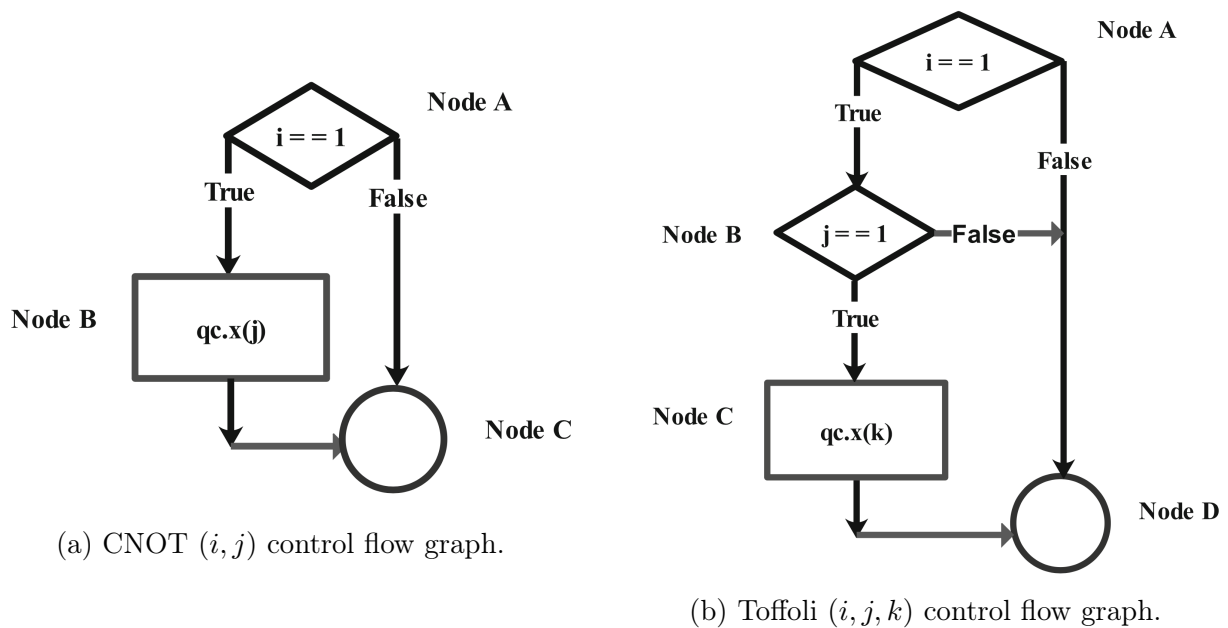 Node A
i = = 1
True
False
Node B
qc.x(j)
Node C
(a) CNOT (i, j) control flow graph.
Node A
i = = 1
True
False
Node B
j = = 1
False
True
Node C
qc.x(k)
Node D
(b) Toffoli (i, j, k) control flow graph.